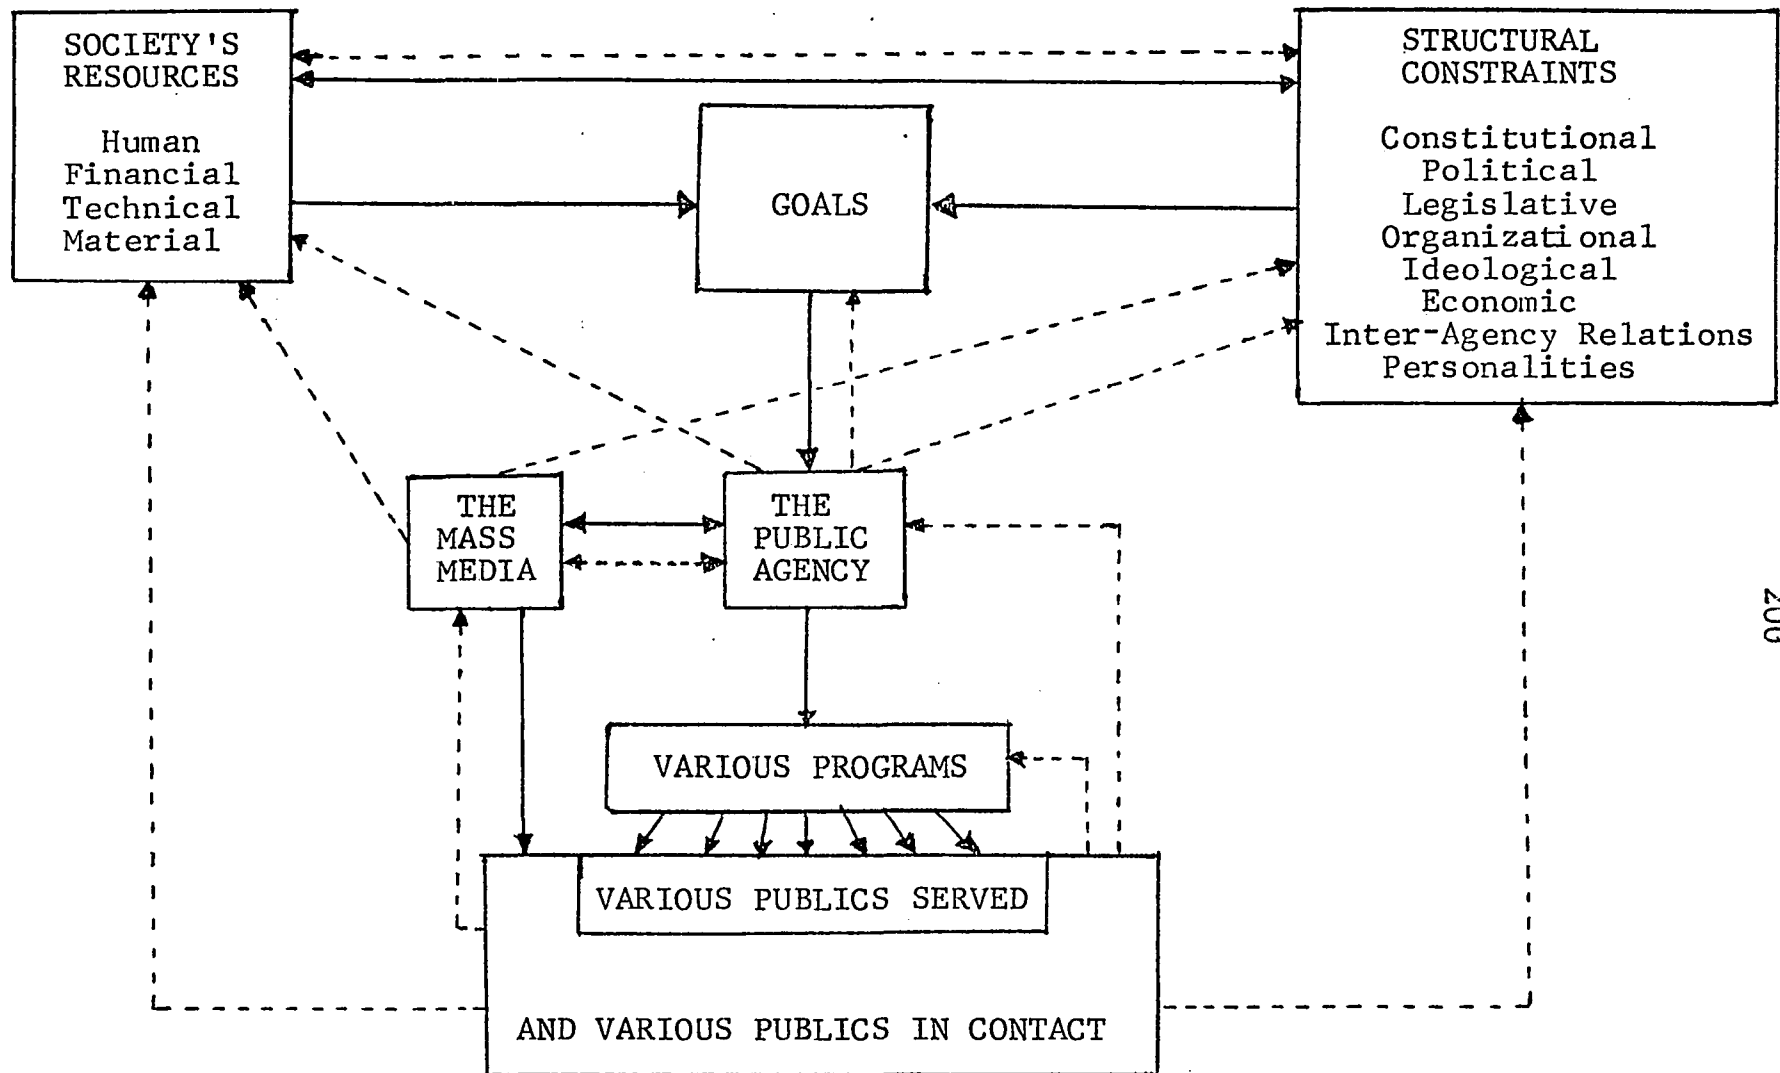 SOCIETY'S
RESOURCES
Human
Financial
Technical
Material
GOALS
STRUCTURAL
CONSTRAINTS
Constitutional
Political
Legislative
Organizational
Ideological
Economic
Inter-Agency Relations
Personalities
THE
MASS
MEDIA
THE
PUBLIC
AGENCY
VARIOUS PROGRAMS
VARIOUS PUBLICS SERVED
AND VARIOUS PUBLICS IN CONTACT